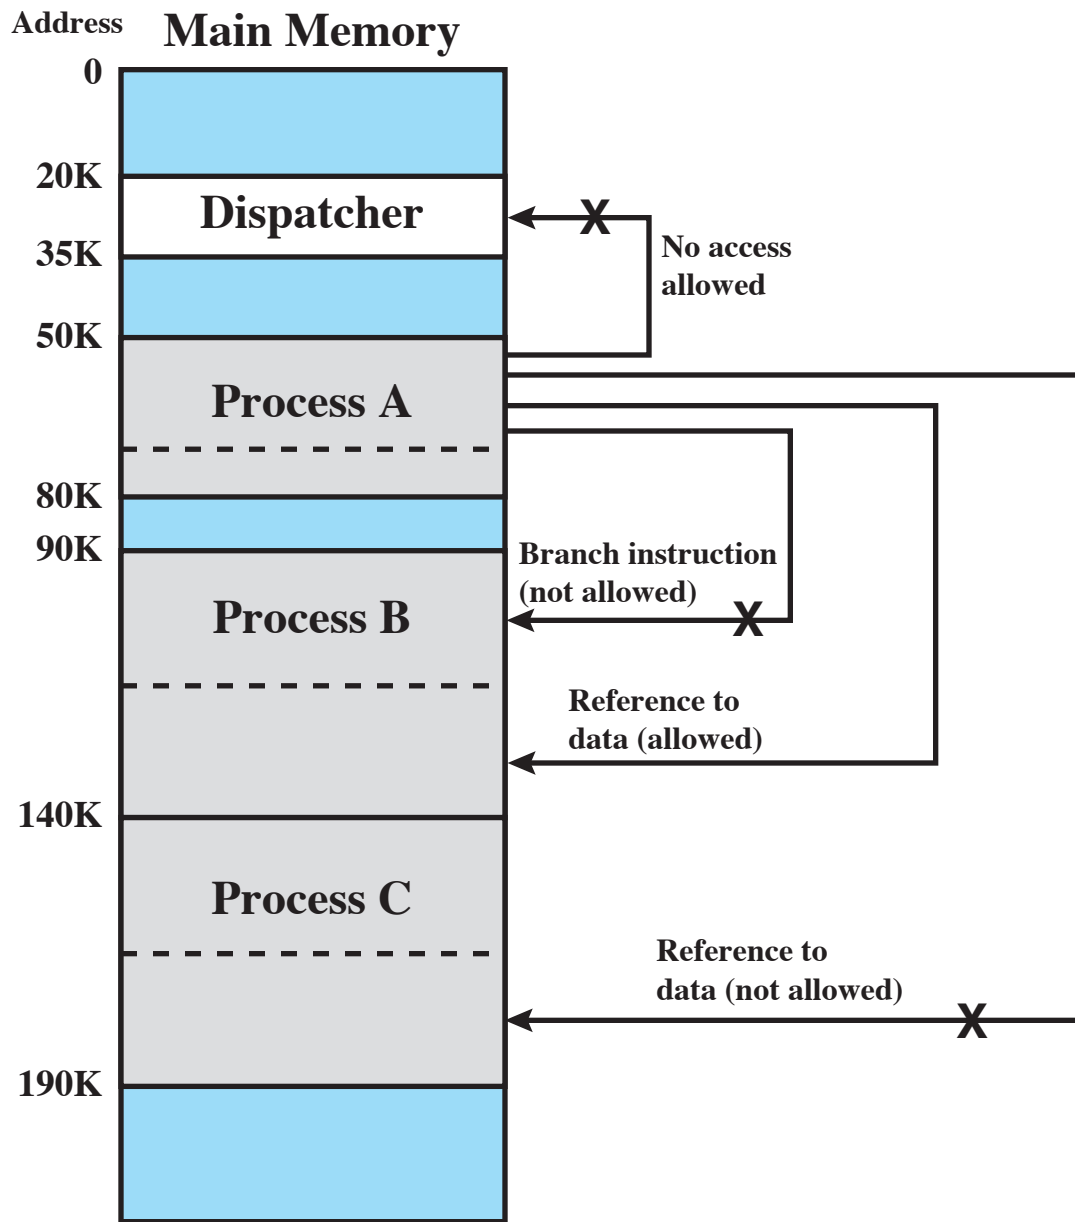 Address Main Memory
0
20K
Dispatcher
35K
No access
allowed
50K
Process A
80K
90K
Branch instruction
(not allowed)
Process B
Reference to
data (allowed)
140K
Process C
Reference to
data (not allowed)
190K
X
X
X